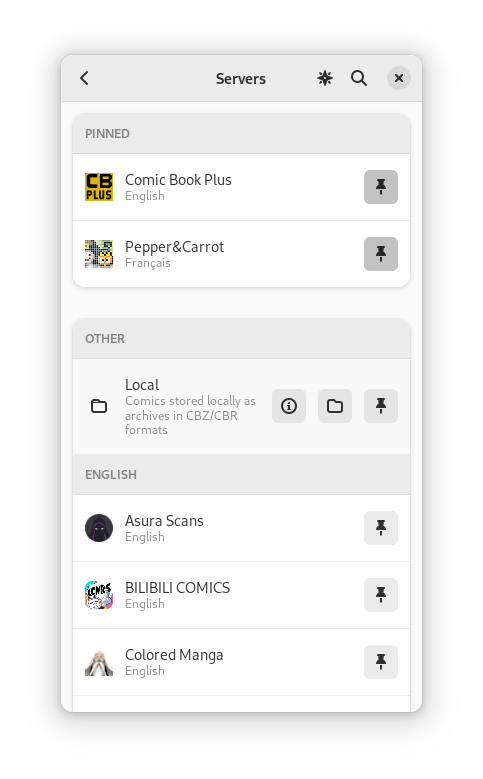 Servers
PINNED
CB
PLUS
Comic Book Plus
English
Pepper&Carrot
Français
OTHER
Local
Comics stored locally as
archives in CBZ/CBR
formats
ENGLISH
Asura Scans
English
BILIBILI COMICS
English
Colored Manga
English